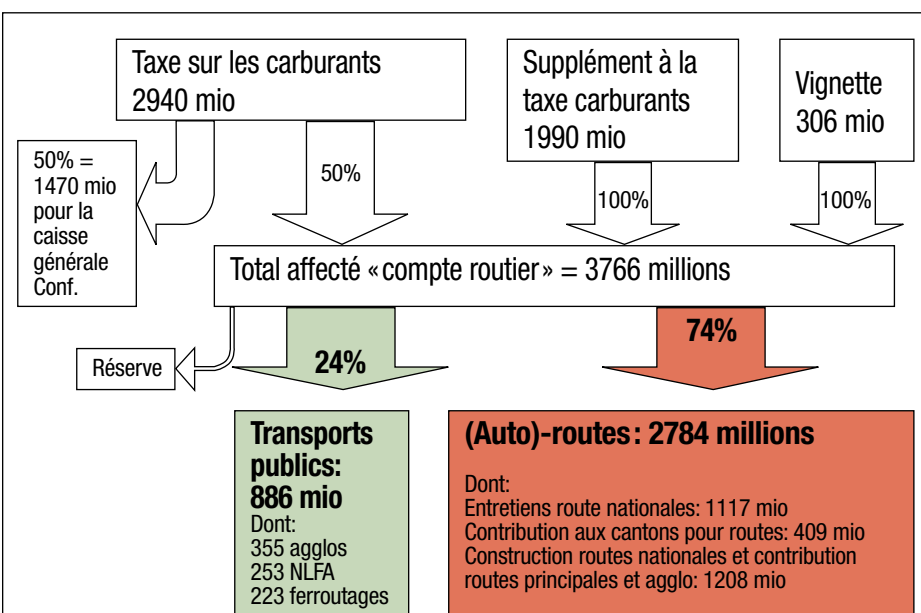 Taxe sur les carburants
2940 mio
Supplément à la
taxe carburants
1990 mio
Vignette
306 mio
50% =
1470 mio
pour la
caisse
générale
Conf.
50%
100%
100%
Total affecté «compte routier» = 3766 millions
Réserve
24%
74%
Transports
publics:
886 mio
Dont:
355 agglos
253 NLFA
223 ferroutages
(Auto)-routes: 2784 millions
Dont:
Entretiens route nationales: 1117 mio
Contribution aux cantons pour routes: 409 mio
Construction routes nationales et contribution
routes principales et agglo: 1208 mio